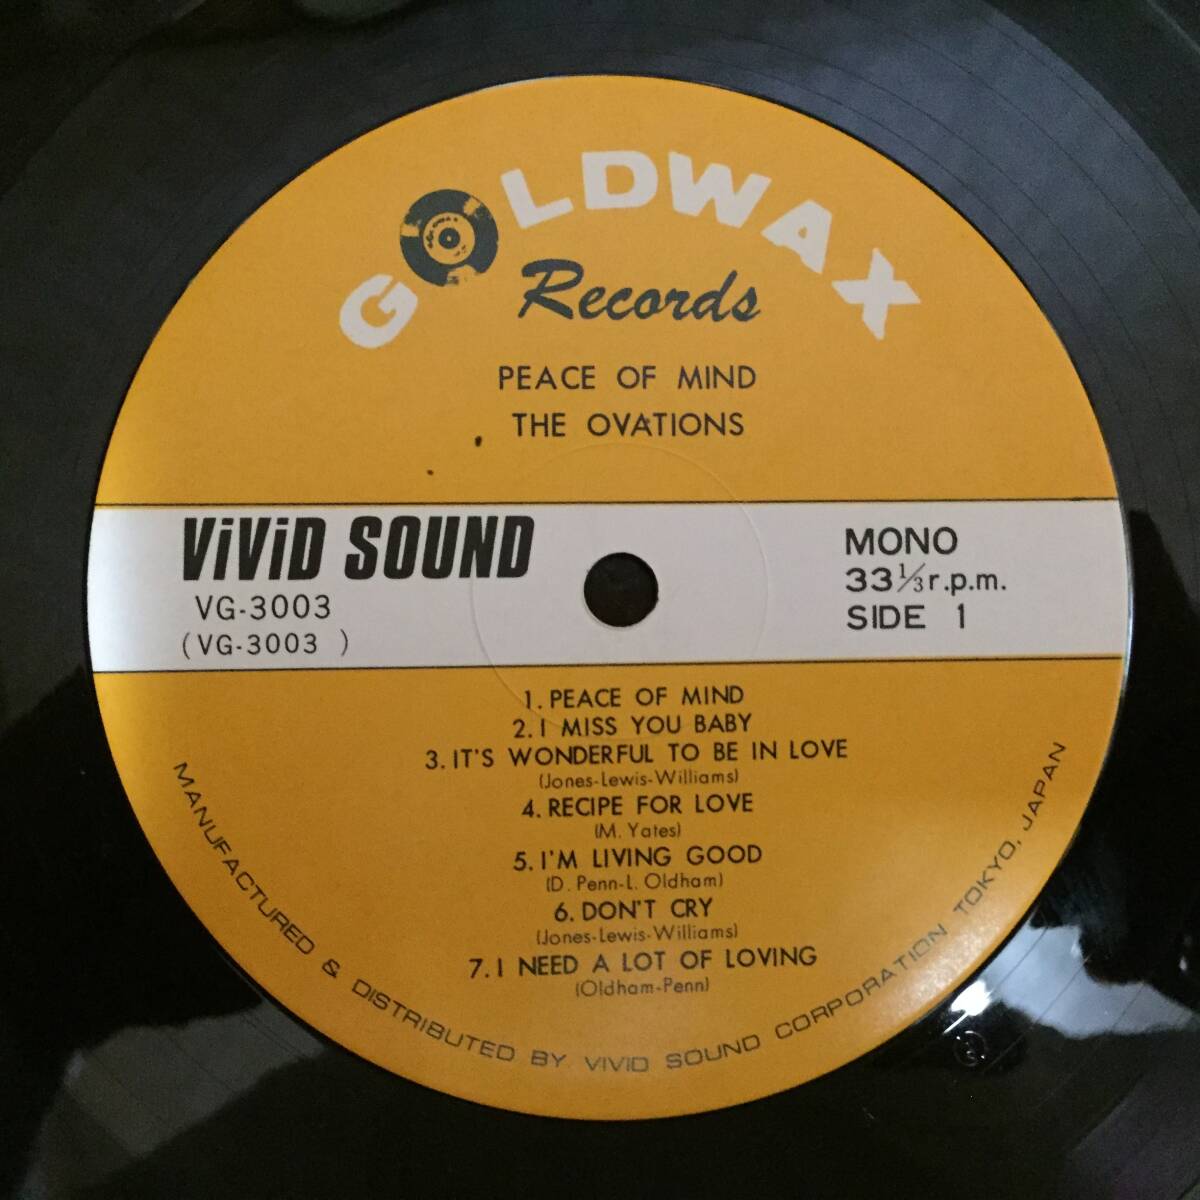 GOLDWAX
Records
PEACE OF MIND
THE OVATIONS
ViViD SOUND
VG-3003
(VG-3003 )
MONO
33 1/3 r.p.m.
SIDE 1
1. PEACE OF MIND
2. I MISS YOU BABY
3. IT'S WONDERFUL TO BE IN LOVE
(Jones-Lewis-Williams)
4. RECIPE FOR LOVE
(M. Yates)
5. I'M LIVING GOOD
(D. Penn-L. Oldham)
6. DON'T CRY
(Jones-Lewis-Williams)
7. I NEED A LOT OF LOVING
(Oldham-Penn)
MANUFACTURED & DISTRIBUTED BY VIVID SOUND CORPORATION TOKYO, JAPAN